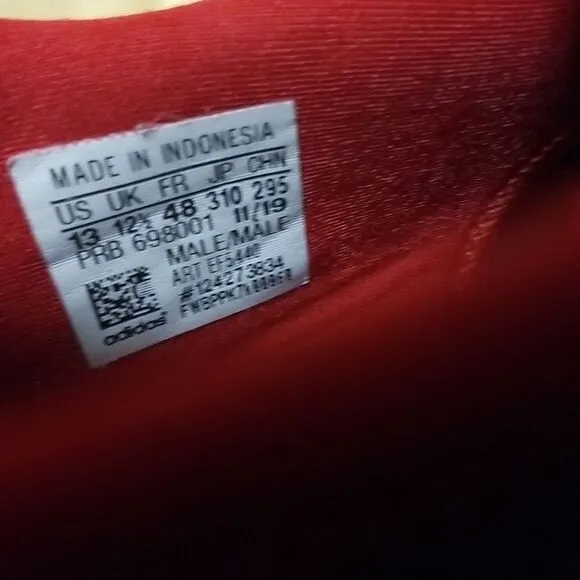 MADE IN INDONESIA
US UK FR JP CHN
13 12½ 48 310 295
PRB 698001 11/19
MALE/MALE
ART EF5440
#124273834
adidas